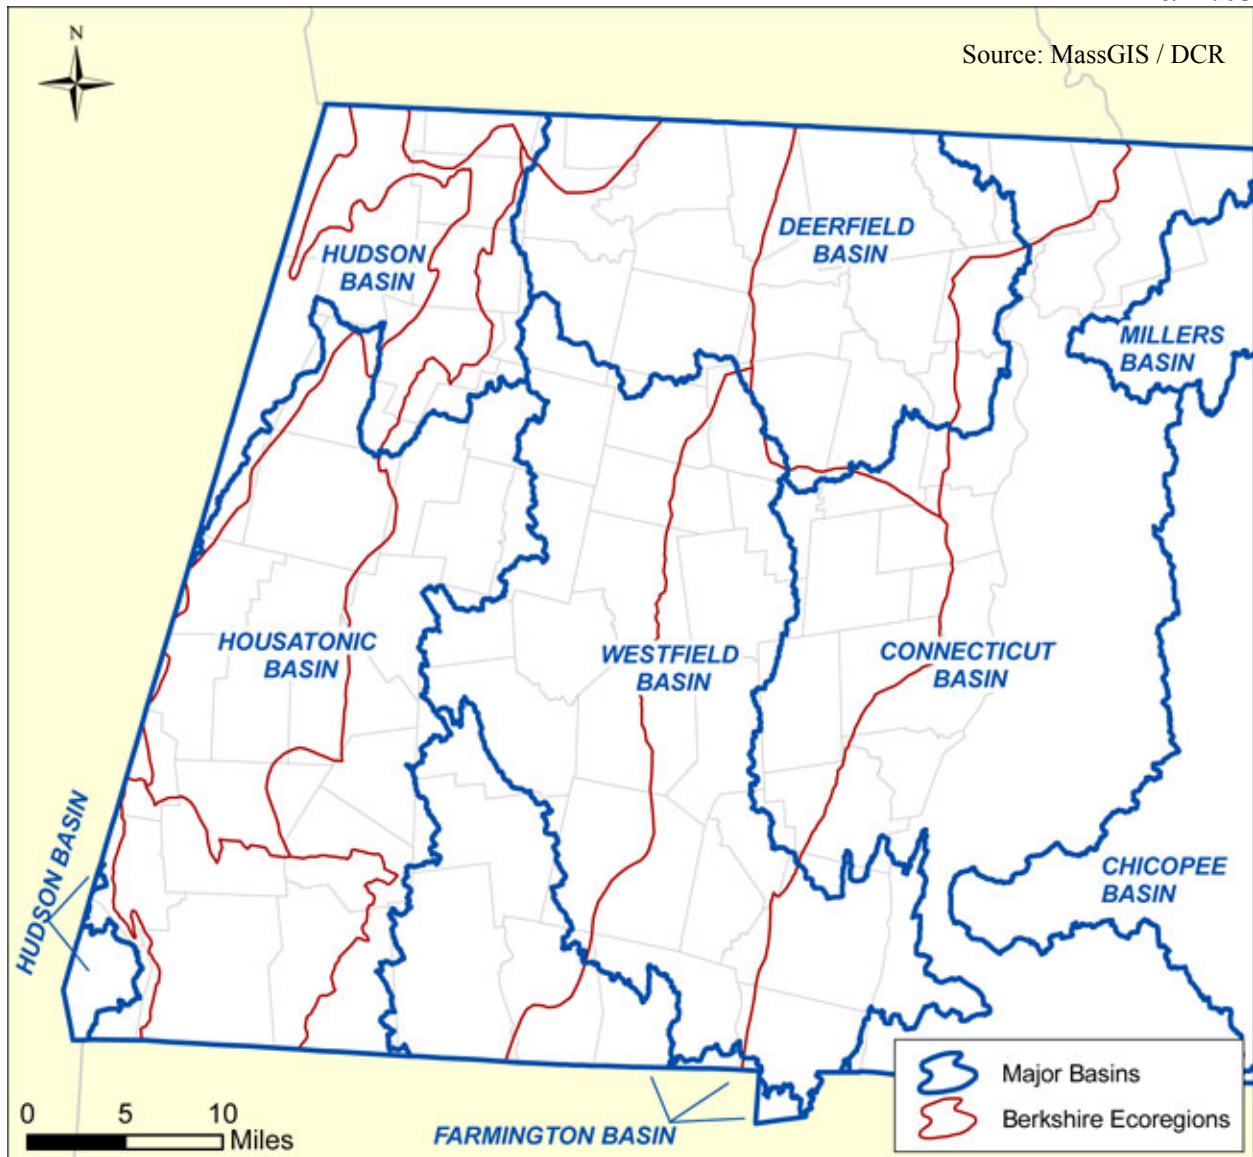 N
Source: MassGIS / DCR
DEERFIELD
BASIN
HUDSON
BASIN
MILLERS
BASIN
HOUSATONIC
BASIN
WESTFIELD
BASIN
CONNECTICUT
BASIN
HUDSON BASIN
CHICOPEE
BASIN
Major Basins
Berkshire Ecoregions
0 5 10
Miles
FARMINGTON BASIN